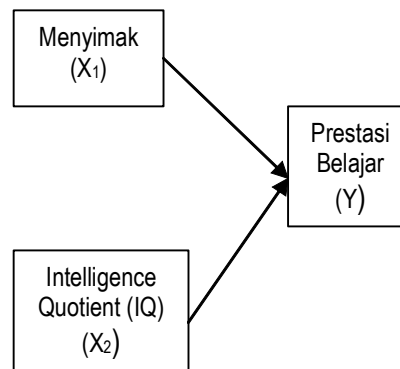 Menyimak
(X₁)
Prestasi
Belajar
(Y)
Intelligence
Quotient (IQ)
(X₂)